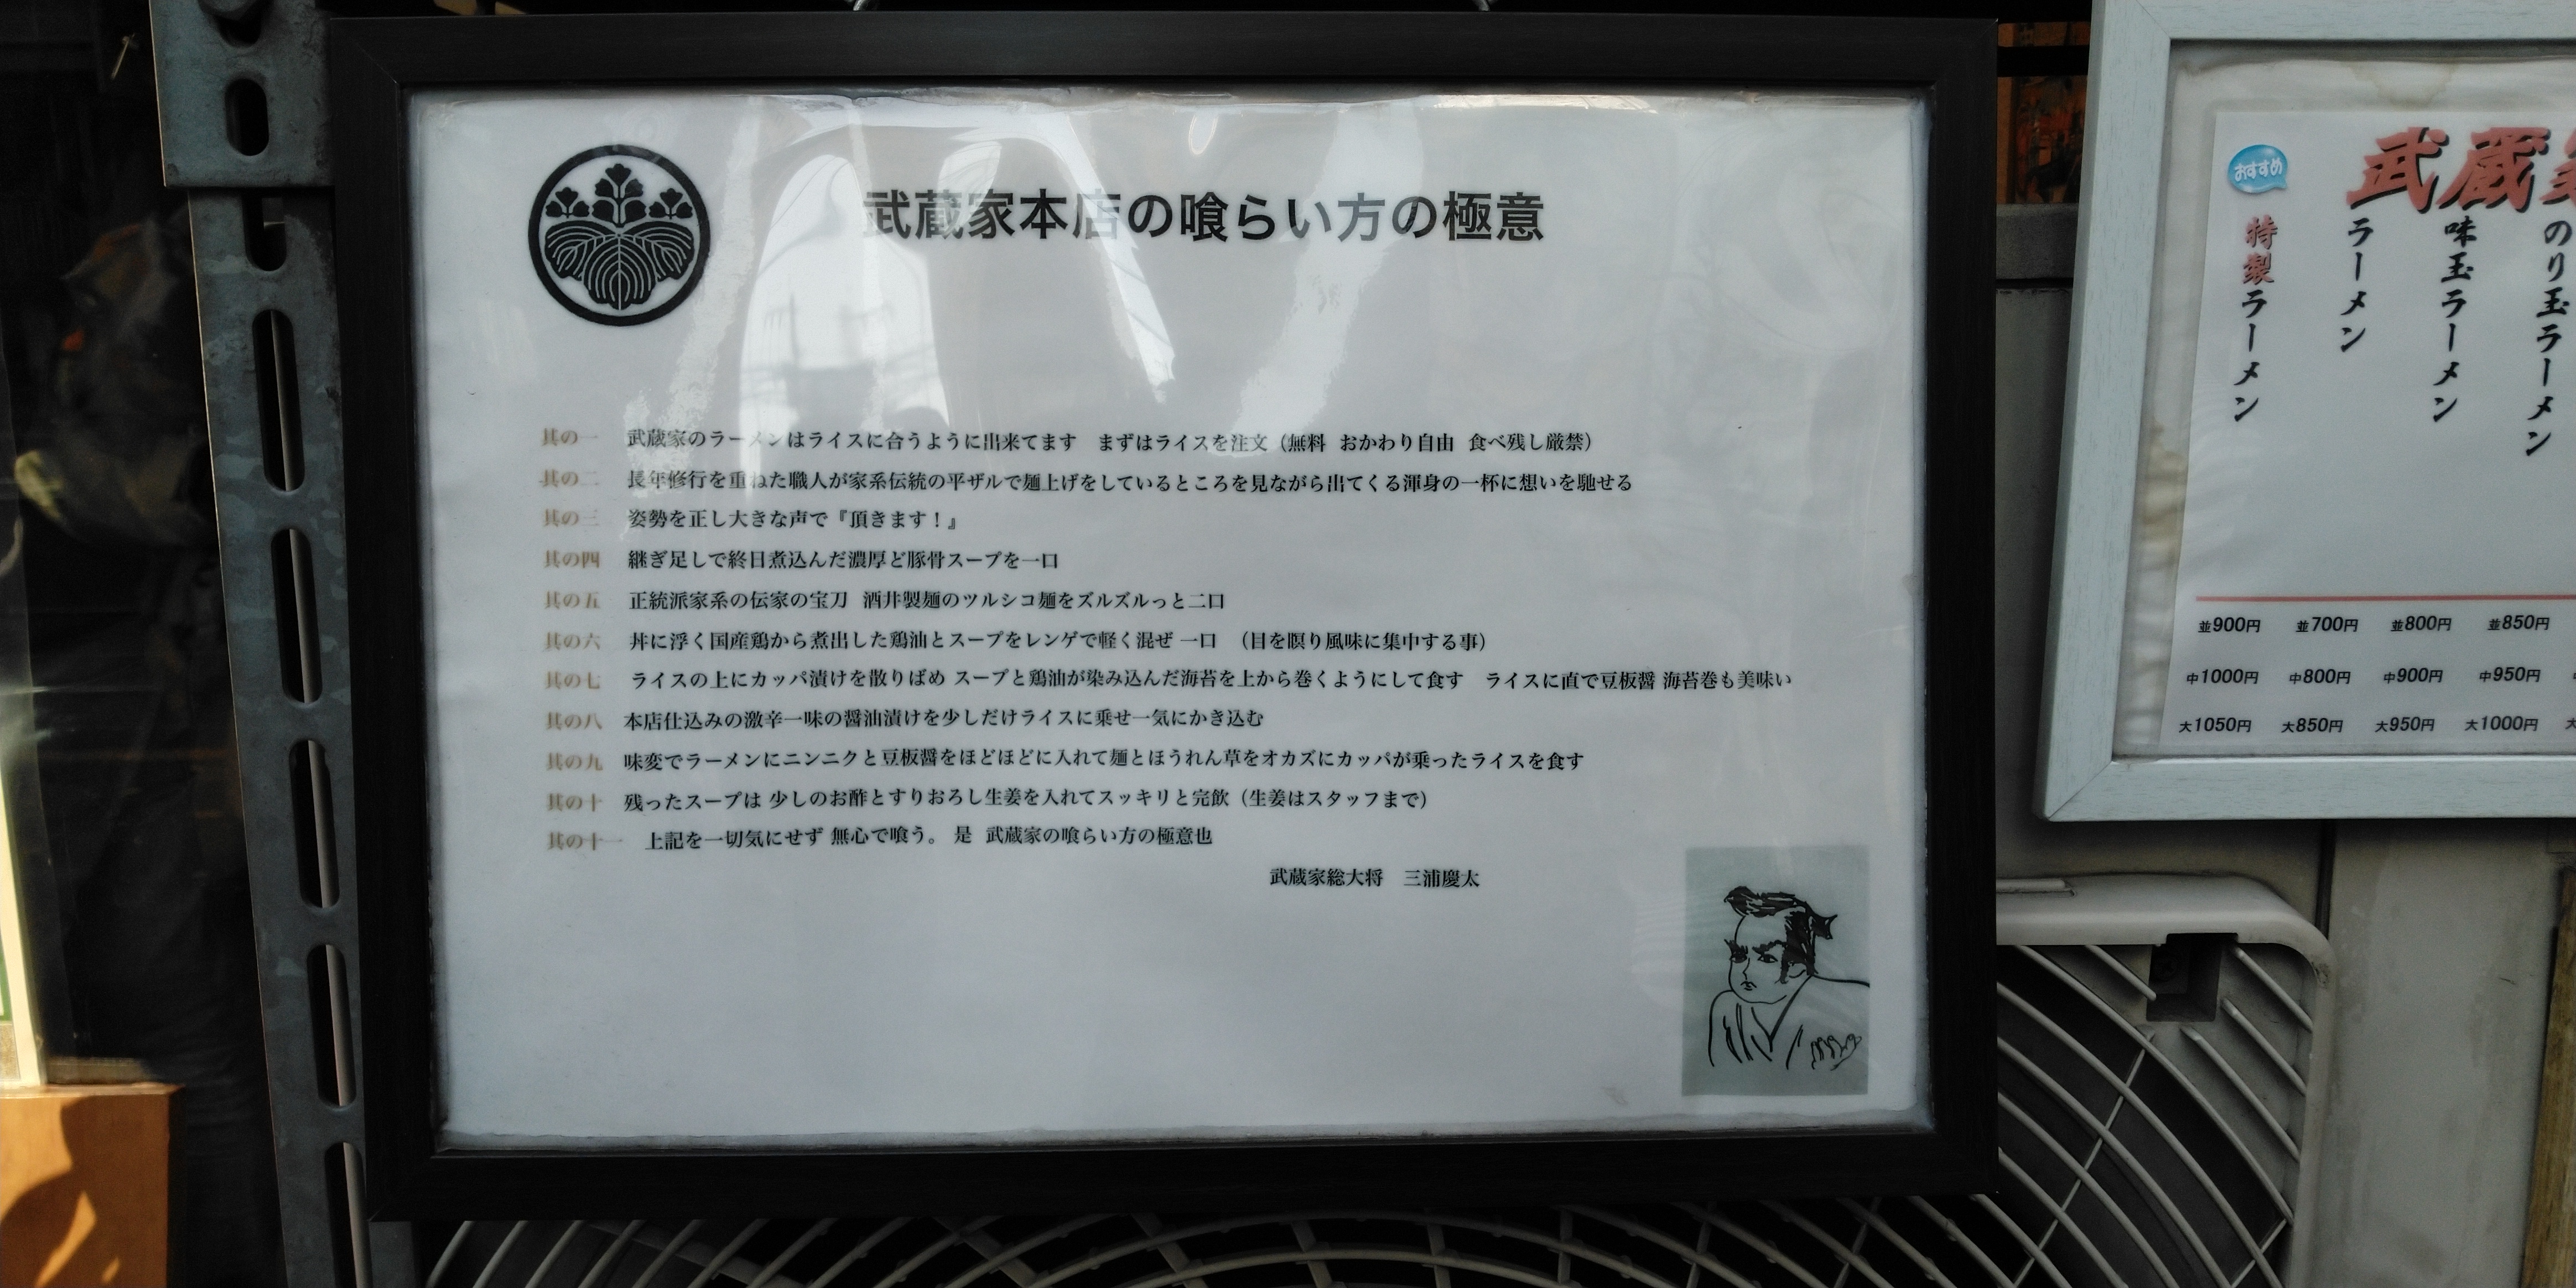 武蔵家本店の喰らい方の極意
其の一 武蔵家のラーメンはライスに合うように出来てます まずはライスを注文（無料 おかわり自由 食べ残し厳禁）
其の二 長年修行を重ねた職人が家系伝統の平ザルで麺上げをしているところを見ながら出てくる渾身の一杯に想いを馳せる
其の三 姿勢を正し大きな声で『頂きます！』
其の四 継ぎ足しで終日煮込んだ濃厚ど豚骨スープを一口
其の五 正統派家系の伝家の宝刀 酒井製麺のツルシコ麺をズルズルっと二口
其の六 丼に浮く国産鶏から煮出した鶏油とスープをレンゲで軽く混ぜ 一口 （目を瞑り風味に集中する事）
其の七 ライスの上にカッパ漬けを散りばめ スープと鶏油が染み込んだ海苔を上から巻くようにして食す ライスに直で豆板醤 海苔巻も美味い
其の八 本店仕込みの激辛一味の醤油漬けを少しだけライスに乗せ一気にかき込む
其の九 味変でラーメンにニンニクと豆板醤をほどほどに入れて麺とほうれん草をオカズにカッパが乗ったライスを食す
其の十 残ったスープは 少しのお酢とすりおろし生姜を入れてスッキリと完飲（生姜はスタッフまで）
其の十一 上記を一切気にせず 無心で喰う。 是 武蔵家の喰らい方の極意也
武蔵家総大将 三浦慶太
おすすめ
武蔵家
特製ラーメン
ラーメン
味玉ラーメン
のり玉ラーメン
並900円 並700円 並800円 並850円
中1000円 中800円 中900円 中950円 中
大1050円 大850円 大950円 大1000円 大